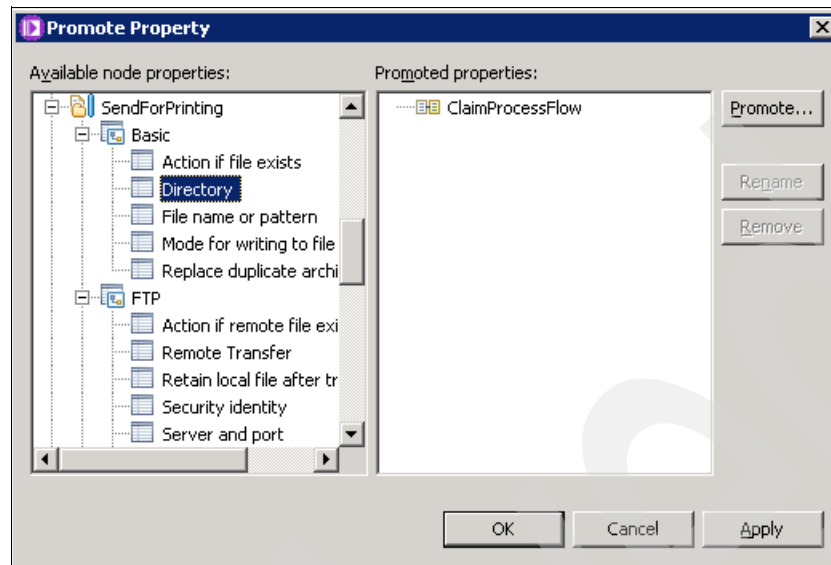 Promote Property
Available node properties:
Promoted properties:
SendForPrinting
Basic
Action if file exists
Directory
File name or pattern
Mode for writing to file
Replace duplicate archi
FTP
Action if remote file exi
Remote Transfer
Retain local file after tr
Security identity
Server and port
ClaimProcessFlow
Promote...
Rename
Remove
OK
Cancel
Apply